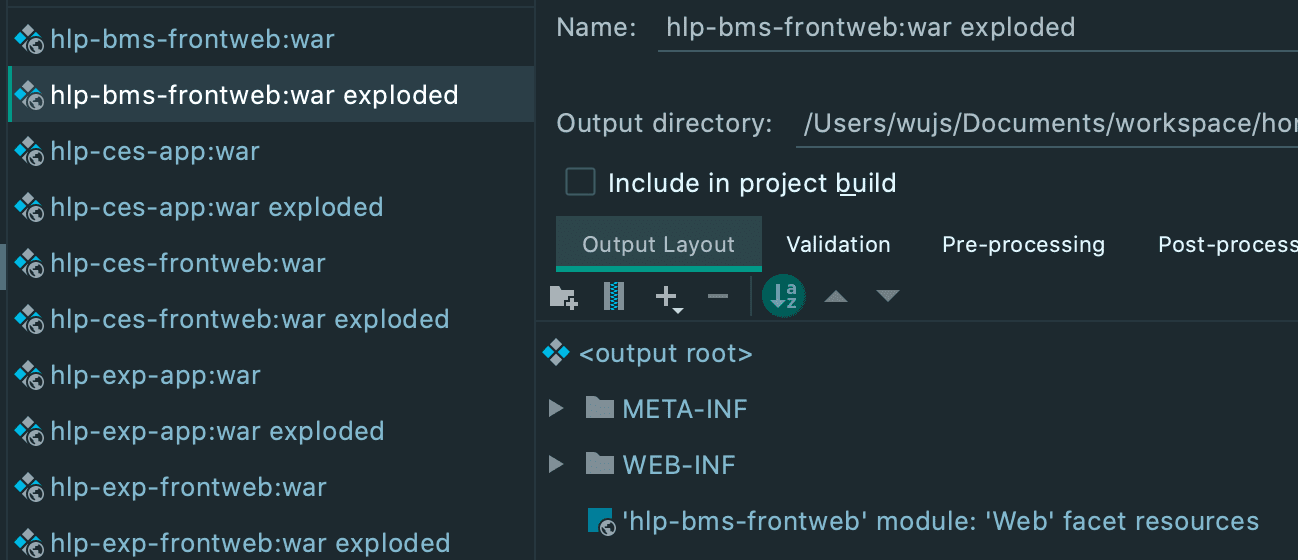 hlp-bms-frontweb:war
hlp-bms-frontweb:war exploded
hlp-ces-app:war
hlp-ces-app:war exploded
hlp-ces-frontweb:war
hlp-ces-frontweb:war exploded
hlp-exp-app:war
hlp-exp-app:war exploded
hlp-exp-frontweb:war
hlp-exp-frontweb:war exploded
Name: hlp-bms-frontweb:war exploded
Output directory: /Users/wujs/Documents/workspace/hor
Include in project build
Output Layout Validation Pre-processing Post-process
<output root>
META-INF
WEB-INF
'hlp-bms-frontweb' module: 'Web' facet resources